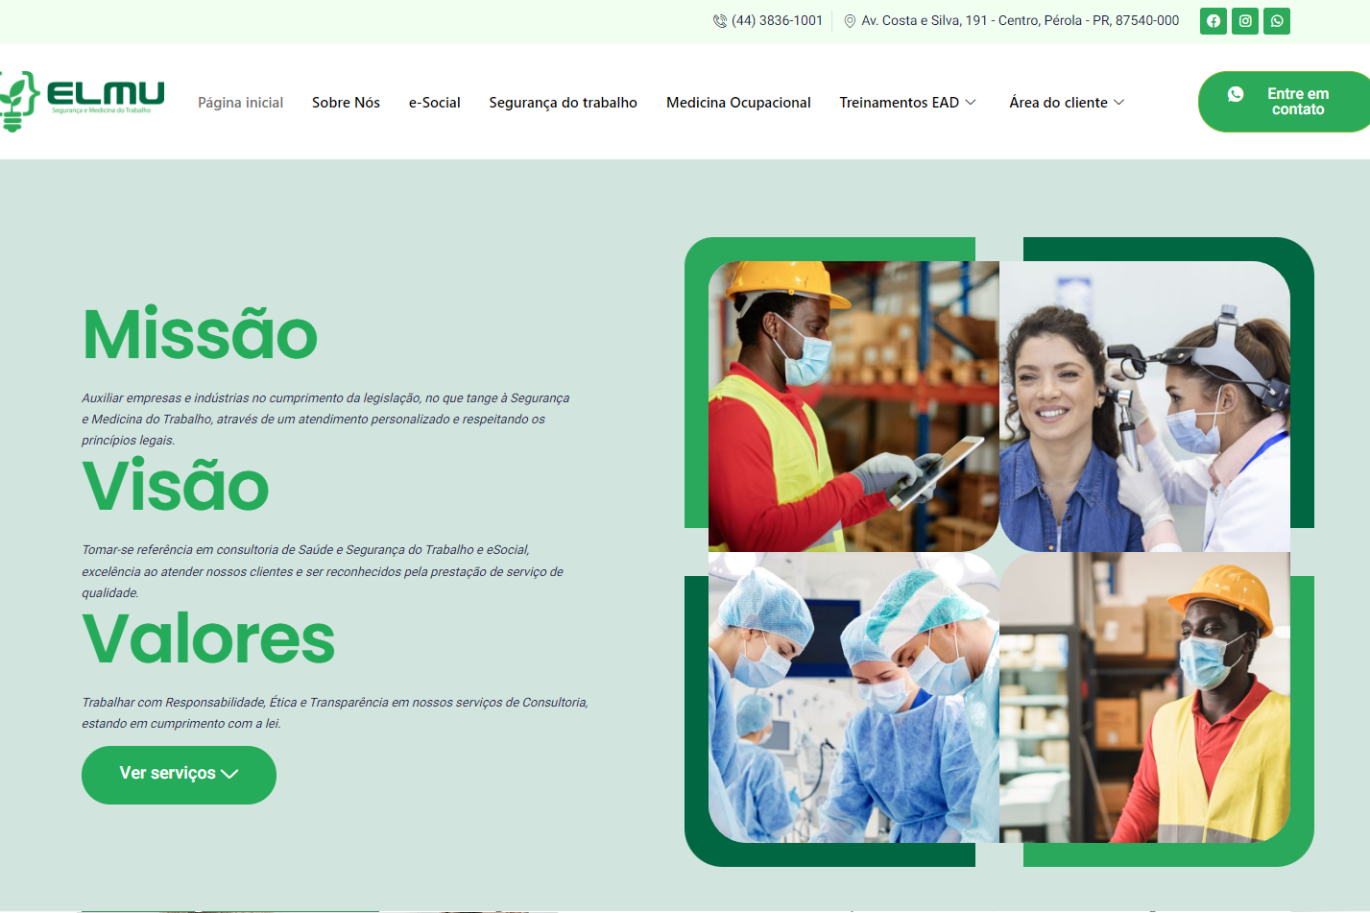 (44) 3836-1001
Av. Costa e Silva, 191 - Centro, Pérola - PR, 87540-000
ELMU
Segurança e Medicina do Trabalho
Página inicial
Sobre Nós
e-Social
Segurança do trabalho
Medicina Ocupacional
Treinamentos EAD
Área do cliente
Entre em
contato
Missão
Auxiliar empresas e indústrias no cumprimento da legislação, no que tange à Segurança
e Medicina do Trabalho, através de um atendimento personalizado e respeitando os
princípios legais.
Visão
Tomar-se referência em consultoria de Saúde e Segurança do Trabalho e eSocial,
excelência ao atender nossos clientes e ser reconhecidos pela prestação de serviço de
qualidade.
Valores
Trabalhar com Responsabilidade, Ética e Transparência em nossos serviços de Consultoria,
estando em cumprimento com a lei.
Ver serviços